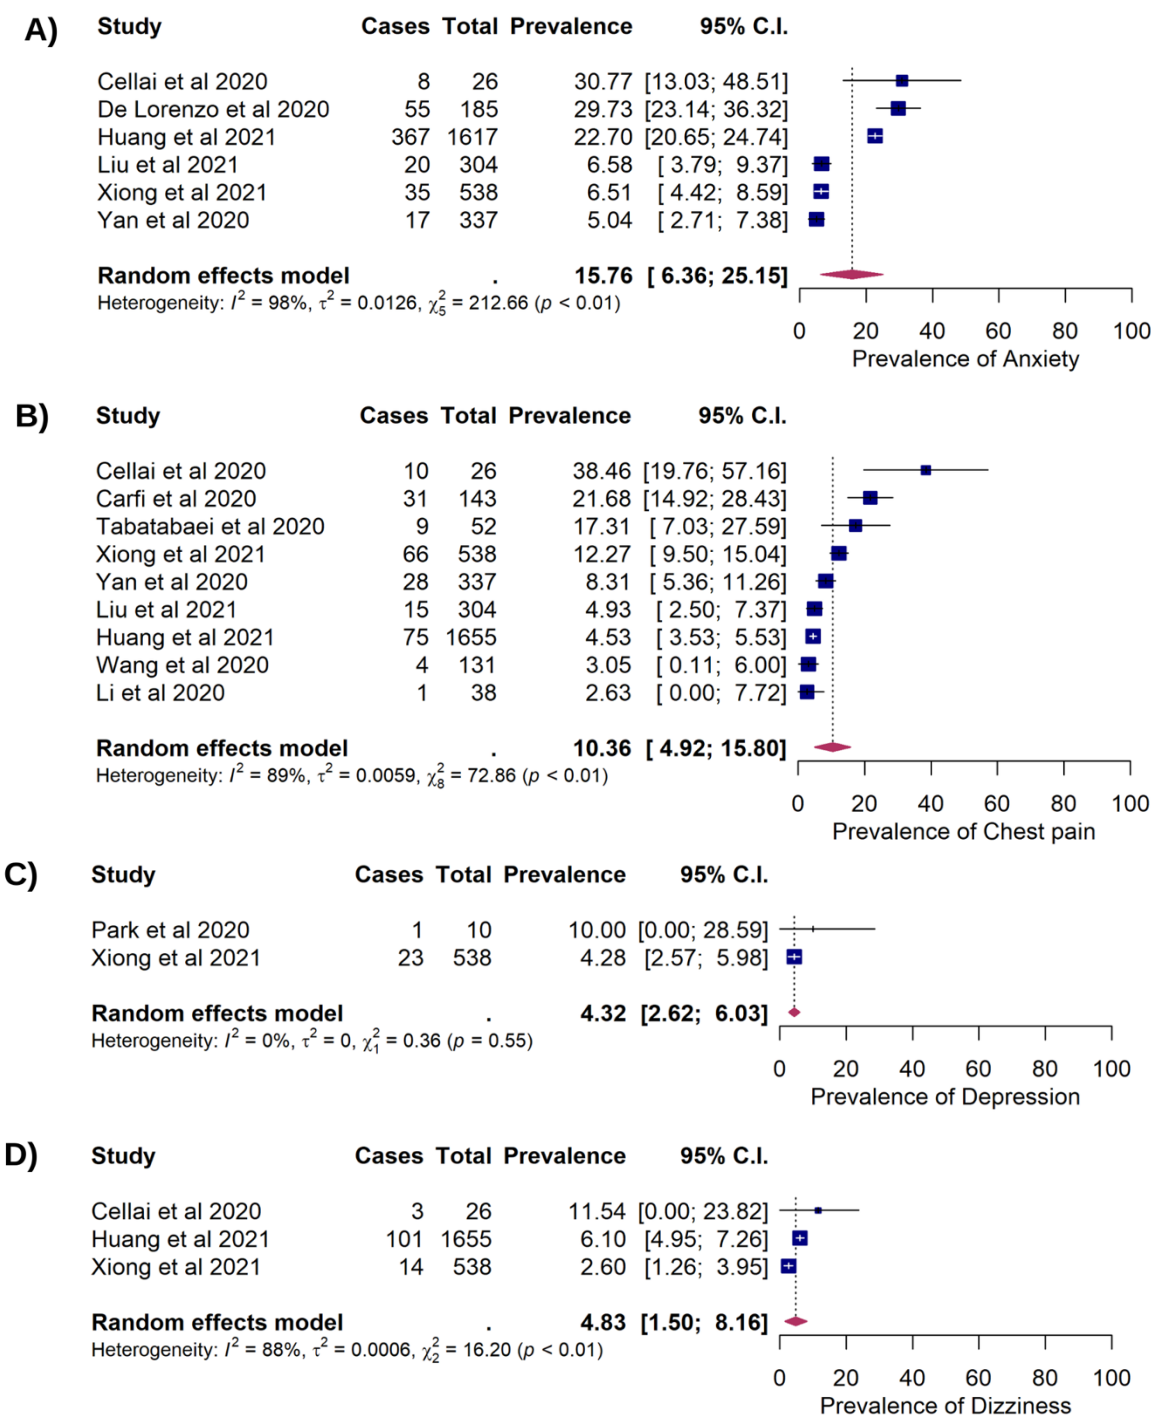 A) Study Cases Total Prevalence 95% C.I.
Cellai et al 2020 8 26 30.77 [13.03; 48.51]
De Lorenzo et al 2020 55 185 29.73 [23.14; 36.32]
Huang et al 2021 367 1617 22.70 [20.65; 24.74]
Liu et al 2021 20 304 6.58 [ 3.79; 9.37]
Xiong et al 2021 35 538 6.51 [ 4.42; 8.59]
Yan et al 2020 17 337 5.04 [ 2.71; 7.38]
Random effects model . 15.76 [ 6.36; 25.15]
Heterogeneity: I² = 98%, τ² = 0.0126, χ²₅ = 212.66 (p < 0.01)
0 20 40 60 80 100
Prevalence of Anxiety
B) Study Cases Total Prevalence 95% C.I.
Cellai et al 2020 10 26 38.46 [19.76; 57.16]
Carfi et al 2020 31 143 21.68 [14.92; 28.43]
Tabatabaei et al 2020 9 52 17.31 [ 7.03; 27.59]
Xiong et al 2021 66 538 12.27 [ 9.50; 15.04]
Yan et al 2020 28 337 8.31 [ 5.36; 11.26]
Liu et al 2021 15 304 4.93 [ 2.50; 7.37]
Huang et al 2021 75 1655 4.53 [ 3.53; 5.53]
Wang et al 2020 4 131 3.05 [ 0.11; 6.00]
Li et al 2020 1 38 2.63 [ 0.00; 7.72]
Random effects model . 10.36 [ 4.92; 15.80]
Heterogeneity: I² = 89%, τ² = 0.0059, χ²₈ = 72.86 (p < 0.01)
0 20 40 60 80 100
Prevalence of Chest pain
C) Study Cases Total Prevalence 95% C.I.
Park et al 2020 1 10 10.00 [0.00; 28.59]
Xiong et al 2021 23 538 4.28 [2.57; 5.98]
Random effects model . 4.32 [2.62; 6.03]
Heterogeneity: I² = 0%, τ² = 0, χ²₁ = 0.36 (p = 0.55)
0 20 40 60 80 100
Prevalence of Depression
D) Study Cases Total Prevalence 95% C.I.
Cellai et al 2020 3 26 11.54 [0.00; 23.82]
Huang et al 2021 101 1655 6.10 [4.95; 7.26]
Xiong et al 2021 14 538 2.60 [1.26; 3.95]
Random effects model . 4.83 [1.50; 8.16]
Heterogeneity: I² = 88%, τ² = 0.0006, χ²₂ = 16.20 (p < 0.01)
0 20 40 60 80 100
Prevalence of Dizziness